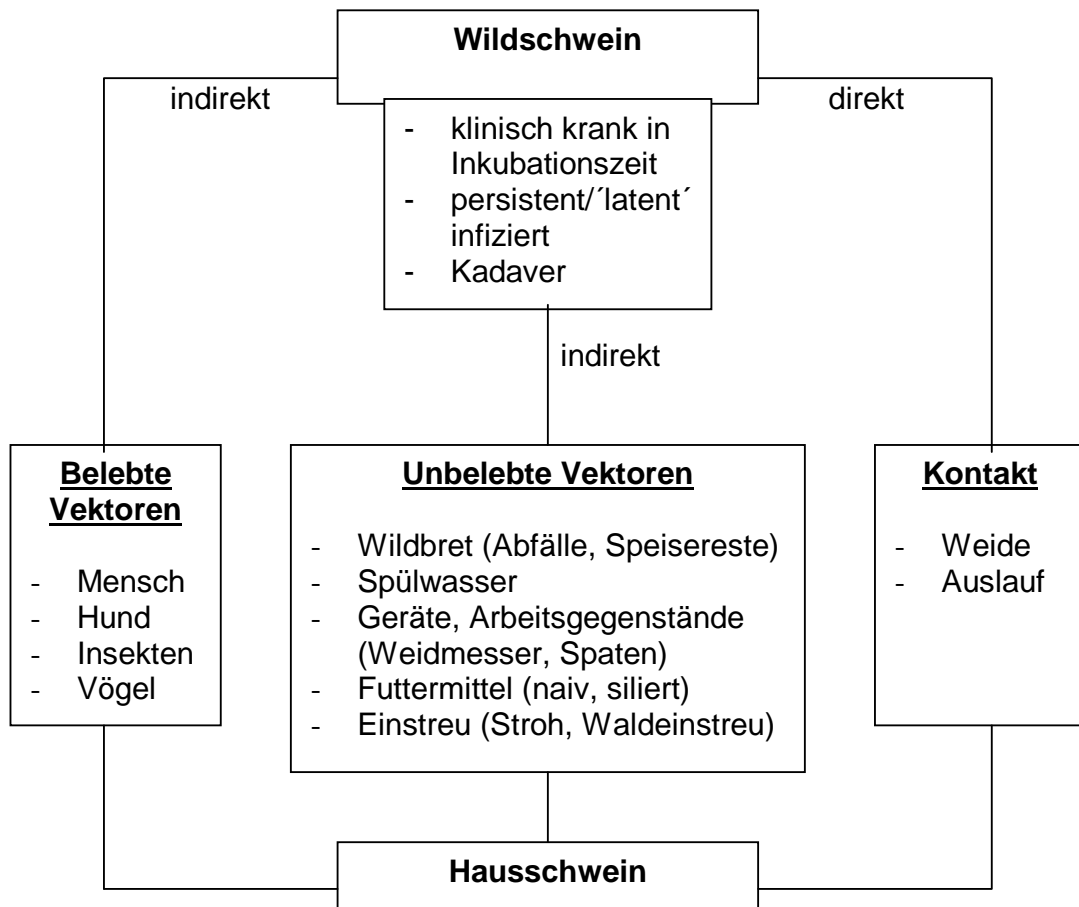 Wildschwein
indirekt
direkt
- klinisch krank in
Inkubationszeit
- persistent/´latent´
infiziert
- Kadaver
indirekt
Belebte
Vektoren
- Mensch
- Hund
- Insekten
- Vögel
Unbelebte Vektoren
- Wildbret (Abfälle, Speisereste)
- Spülwasser
- Geräte, Arbeitsgegenstände
(Weidmesser, Spaten)
- Futtermittel (naiv, siliert)
- Einstreu (Stroh, Waldeinstreu)
Kontakt
- Weide
- Auslauf
Hausschwein